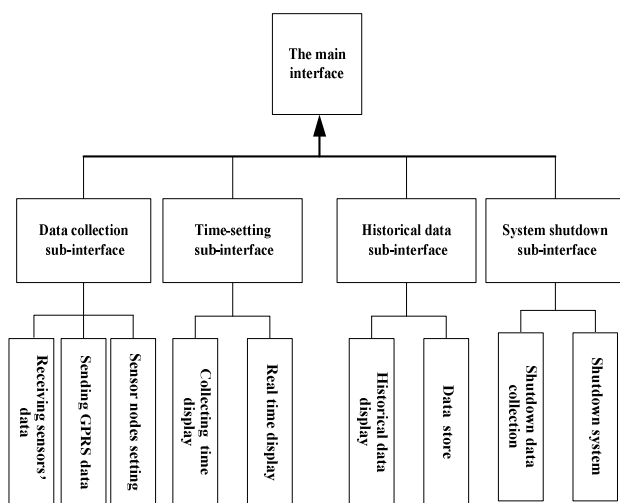 The main
interface
Data collection
sub-interface
Time-setting
sub-interface
Historical data
sub-interface
System shutdown
sub-interface
Receiving sensors'
data
Sending GPRS data
Sensor nodes setting
Collecting time
display
Real time display
Historical data
display
Data store
Shutdown data
collection
Shutdown system